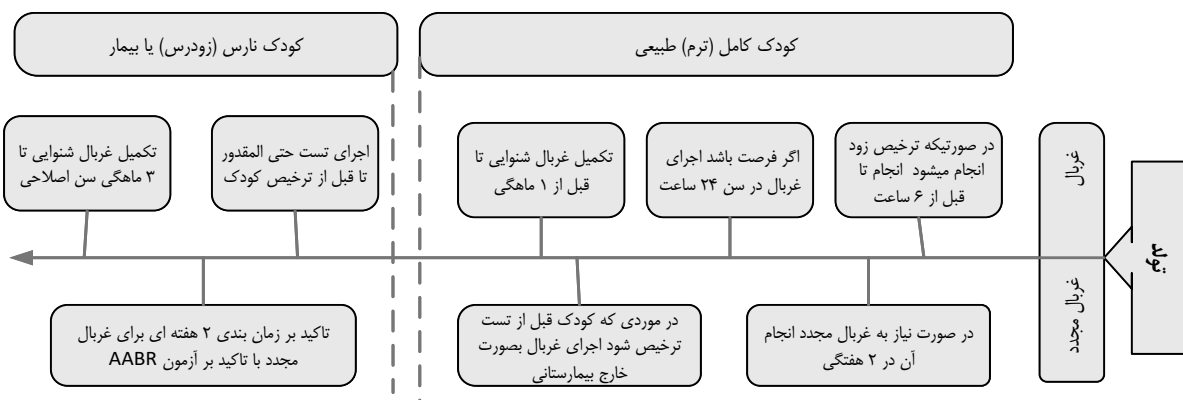 کودک کامل (ترم) طبیعی
کودک نارس (زودرس) یا بیمار
تولد
غربال
غربال مجدد
در صورتیکه ترخیص زود
انجام میشود انجام تا
قبل از ۶ ساعت
اگر فرصت باشد اجرای
غربال در سن ۲۴ ساعت
تکمیل غربال شنوایی تا
قبل از ۱ ماهگی
اجرای تست حتی المقدور
تا قبل از ترخیص کودک
تکمیل غربال شنوایی تا
۳ ماهگی سن اصلاحی
در صورت نیاز به غربال مجدد انجام
آن در ۲ هفتگی
در موردی که کودک قبل از تست
ترخیص شود اجرای غربال بصورت
خارج بیمارستانی
تاکید بر زمان بندی ۲ هفته ای برای غربال
مجدد با تاکید بر آزمون AABR